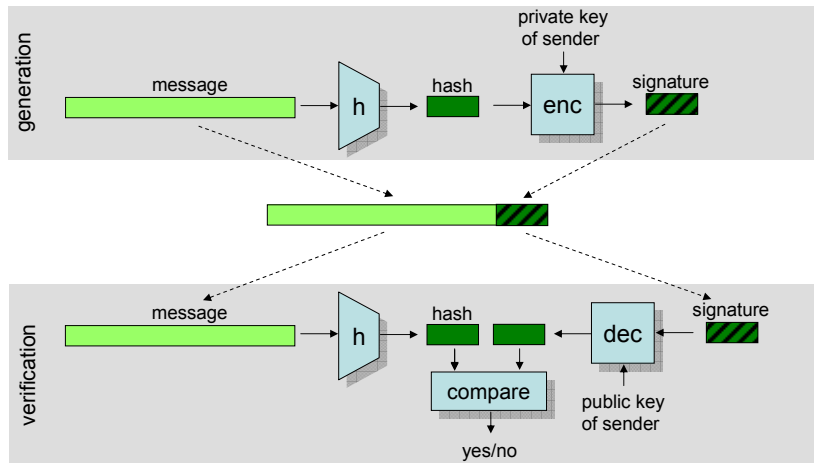 generation
private key
of sender
message
hash
signature
h
enc
verification
message
hash
signature
h
dec
compare
public key
of sender
yes/no